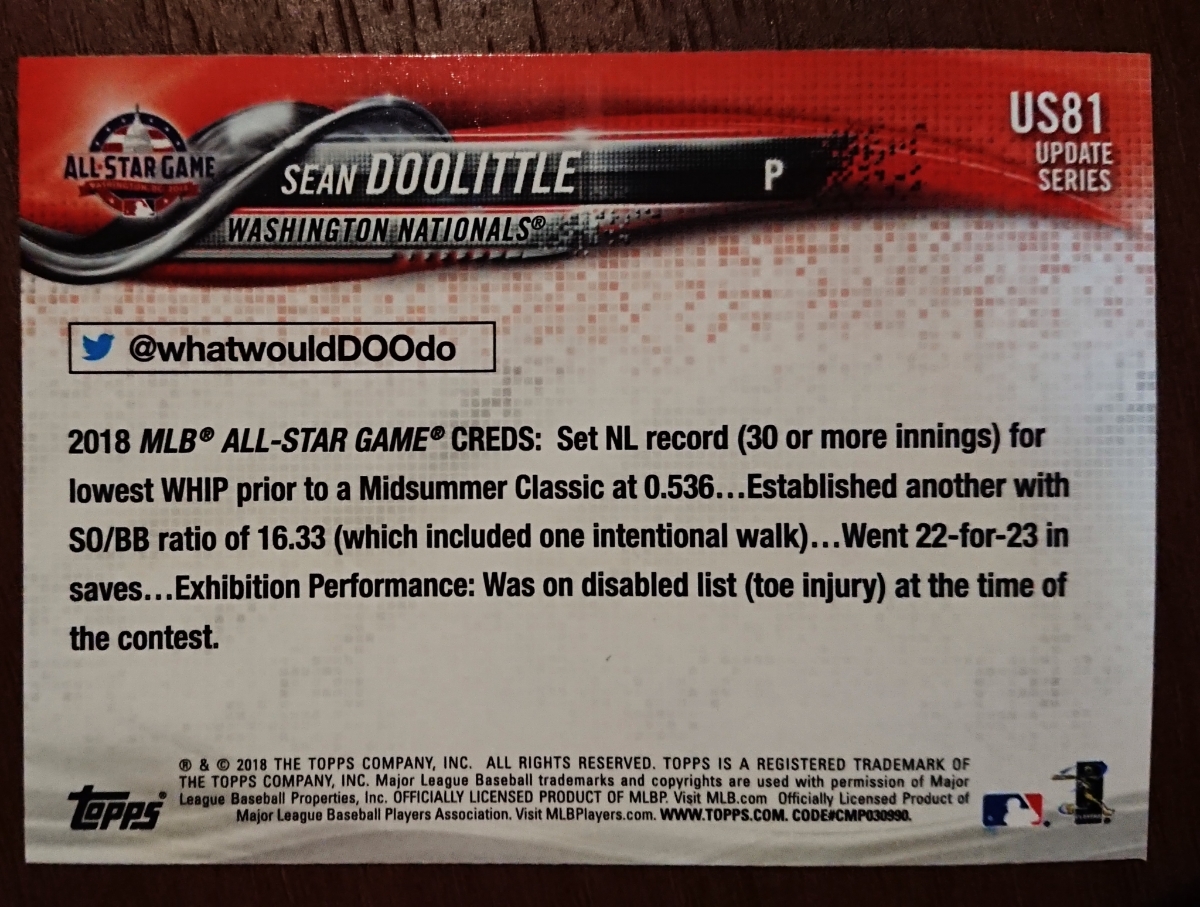 ALL·STAR GAME
WASHINGTON, DC 2018
SEAN DOOLITTLE
P
US81
UPDATE
SERIES
WASHINGTON NATIONALS®
@whatwouldDOOdo
2018 MLB® ALL-STAR GAME® CREDS: Set NL record (30 or more innings) for
lowest WHIP prior to a Midsummer Classic at 0.536...Established another with
SO/BB ratio of 16.33 (which included one intentional walk)...Went 22-for-23 in
saves...Exhibition Performance: Was on disabled list (toe injury) at the time of
the contest.
® & © 2018 THE TOPPS COMPANY, INC. ALL RIGHTS RESERVED. TOPPS IS A REGISTERED TRADEMARK OF
THE TOPPS COMPANY, INC. Major League Baseball trademarks and copyrights are used with permission of Major
League Baseball Properties, Inc. OFFICIALLY LICENSED PRODUCT OF MLBP. Visit MLB.com Officially Licensed Product of
Major League Baseball Players Association. Visit MLBPlayers.com. WWW.TOPPS.COM. CODE#CMP030990.
Topps®